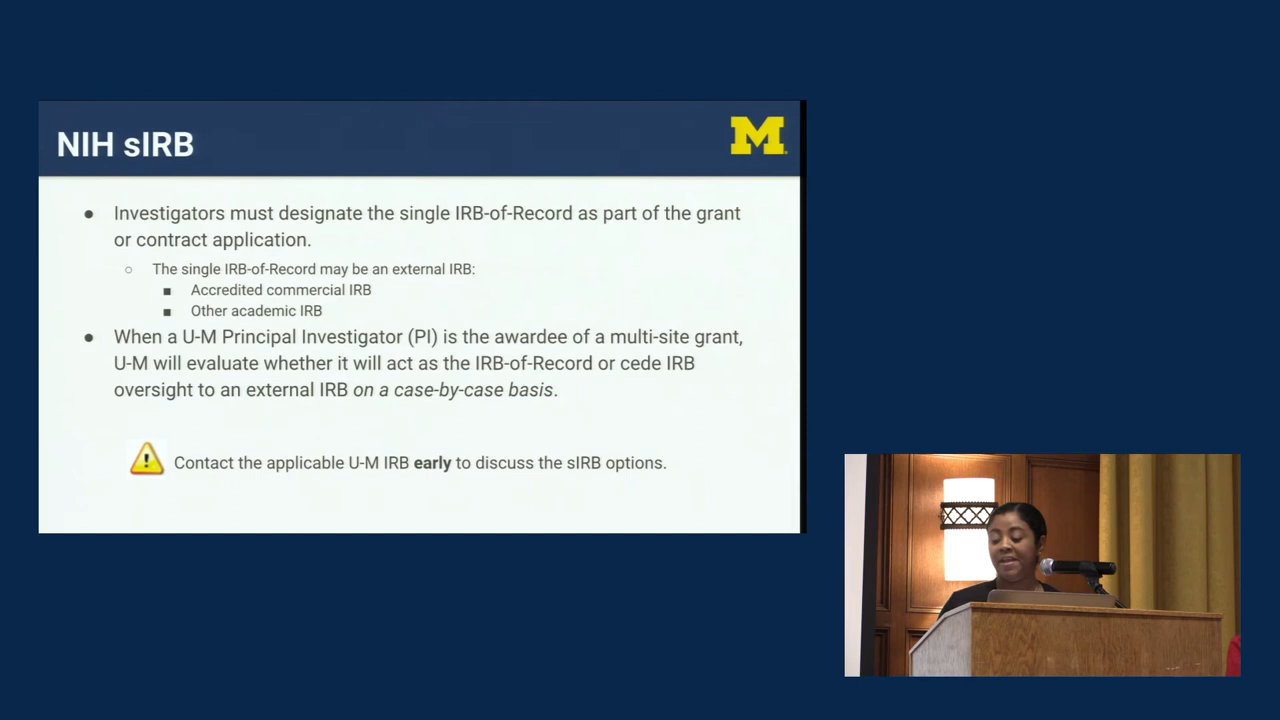 NIH sIRB
M
● Investigators must designate the single IRB-of-Record as part of the grant
or contract application.
○ The single IRB-of-Record may be an external IRB:
■ Accredited commercial IRB
■ Other academic IRB
● When a U-M Principal Investigator (PI) is the awardee of a multi-site grant,
U-M will evaluate whether it will act as the IRB-of-Record or cede IRB
oversight to an external IRB on a case-by-case basis.
Contact the applicable U-M IRB early to discuss the sIRB options.